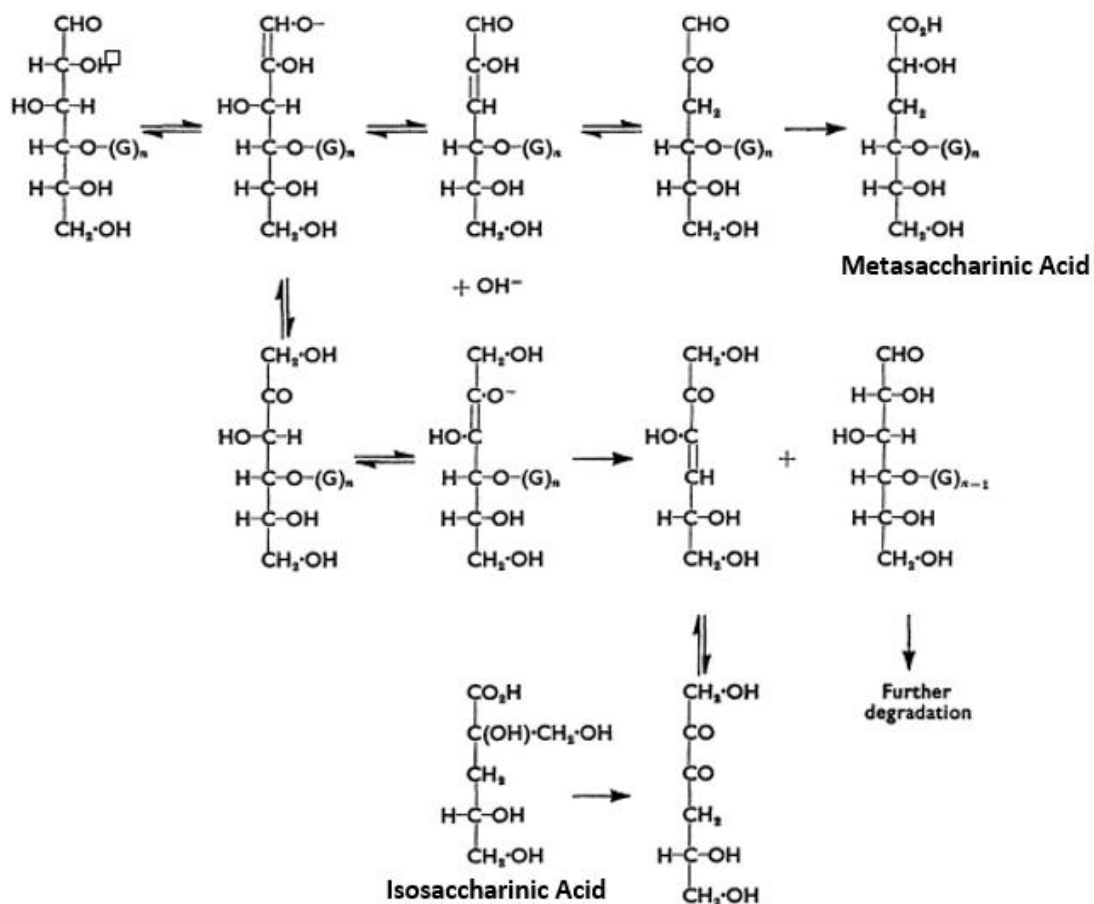 CHO
H-C-OH
HO-C-H
H-C-O-(G)ₙ
H-C-OH
CH₂·OH
CH·O−
C·OH
HO-C-H
H-C-O-(G)ₙ
H-C-OH
CH₂·OH
CHO
C·OH
CH
H-C-O-(G)ₙ
H-C-OH
CH₂·OH
+ OH⁻
CHO
CO
CH₂
H-C-O-(G)ₙ
H-C-OH
CH₂·OH
CO₂H
CH·OH
CH₂
H-C-O-(G)ₙ
H-C-OH
CH₂·OH
Metasaccharinic Acid
CH₂·OH
CO
HO-C-H
H-C-O-(G)ₙ
H-C-OH
CH₂·OH
CH₂·OH
C·O⁻
HO·C
H-C-O-(G)ₙ
H-C-OH
CH₂·OH
CH₂·OH
CO
HO·C
CH
H-C-OH
CH₂·OH
+
CHO
H-C-OH
HO-C-H
H-C-O-(G)ₙ₋₁
H-C-OH
CH₂·OH
Further
degradation
CO₂H
C(OH)·CH₂·OH
CH₂
H-C-OH
CH₂·OH
Isosaccharinic Acid
CH₂·OH
CO
CO
CH₂
H-C-OH
CH₂·OH